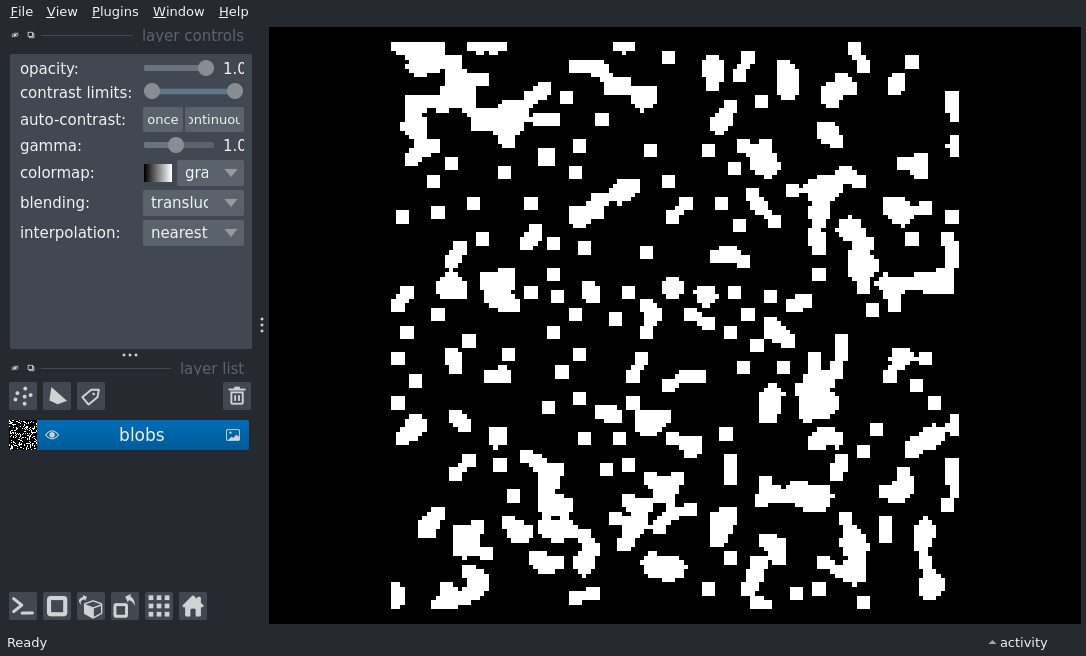 File View Plugins Window Help
layer controls
opacity: 1.0
contrast limits:
auto-contrast: once ontinuou
gamma: 1.0
colormap: gra
blending: transluc
interpolation: nearest
layer list
blobs
Ready
activity